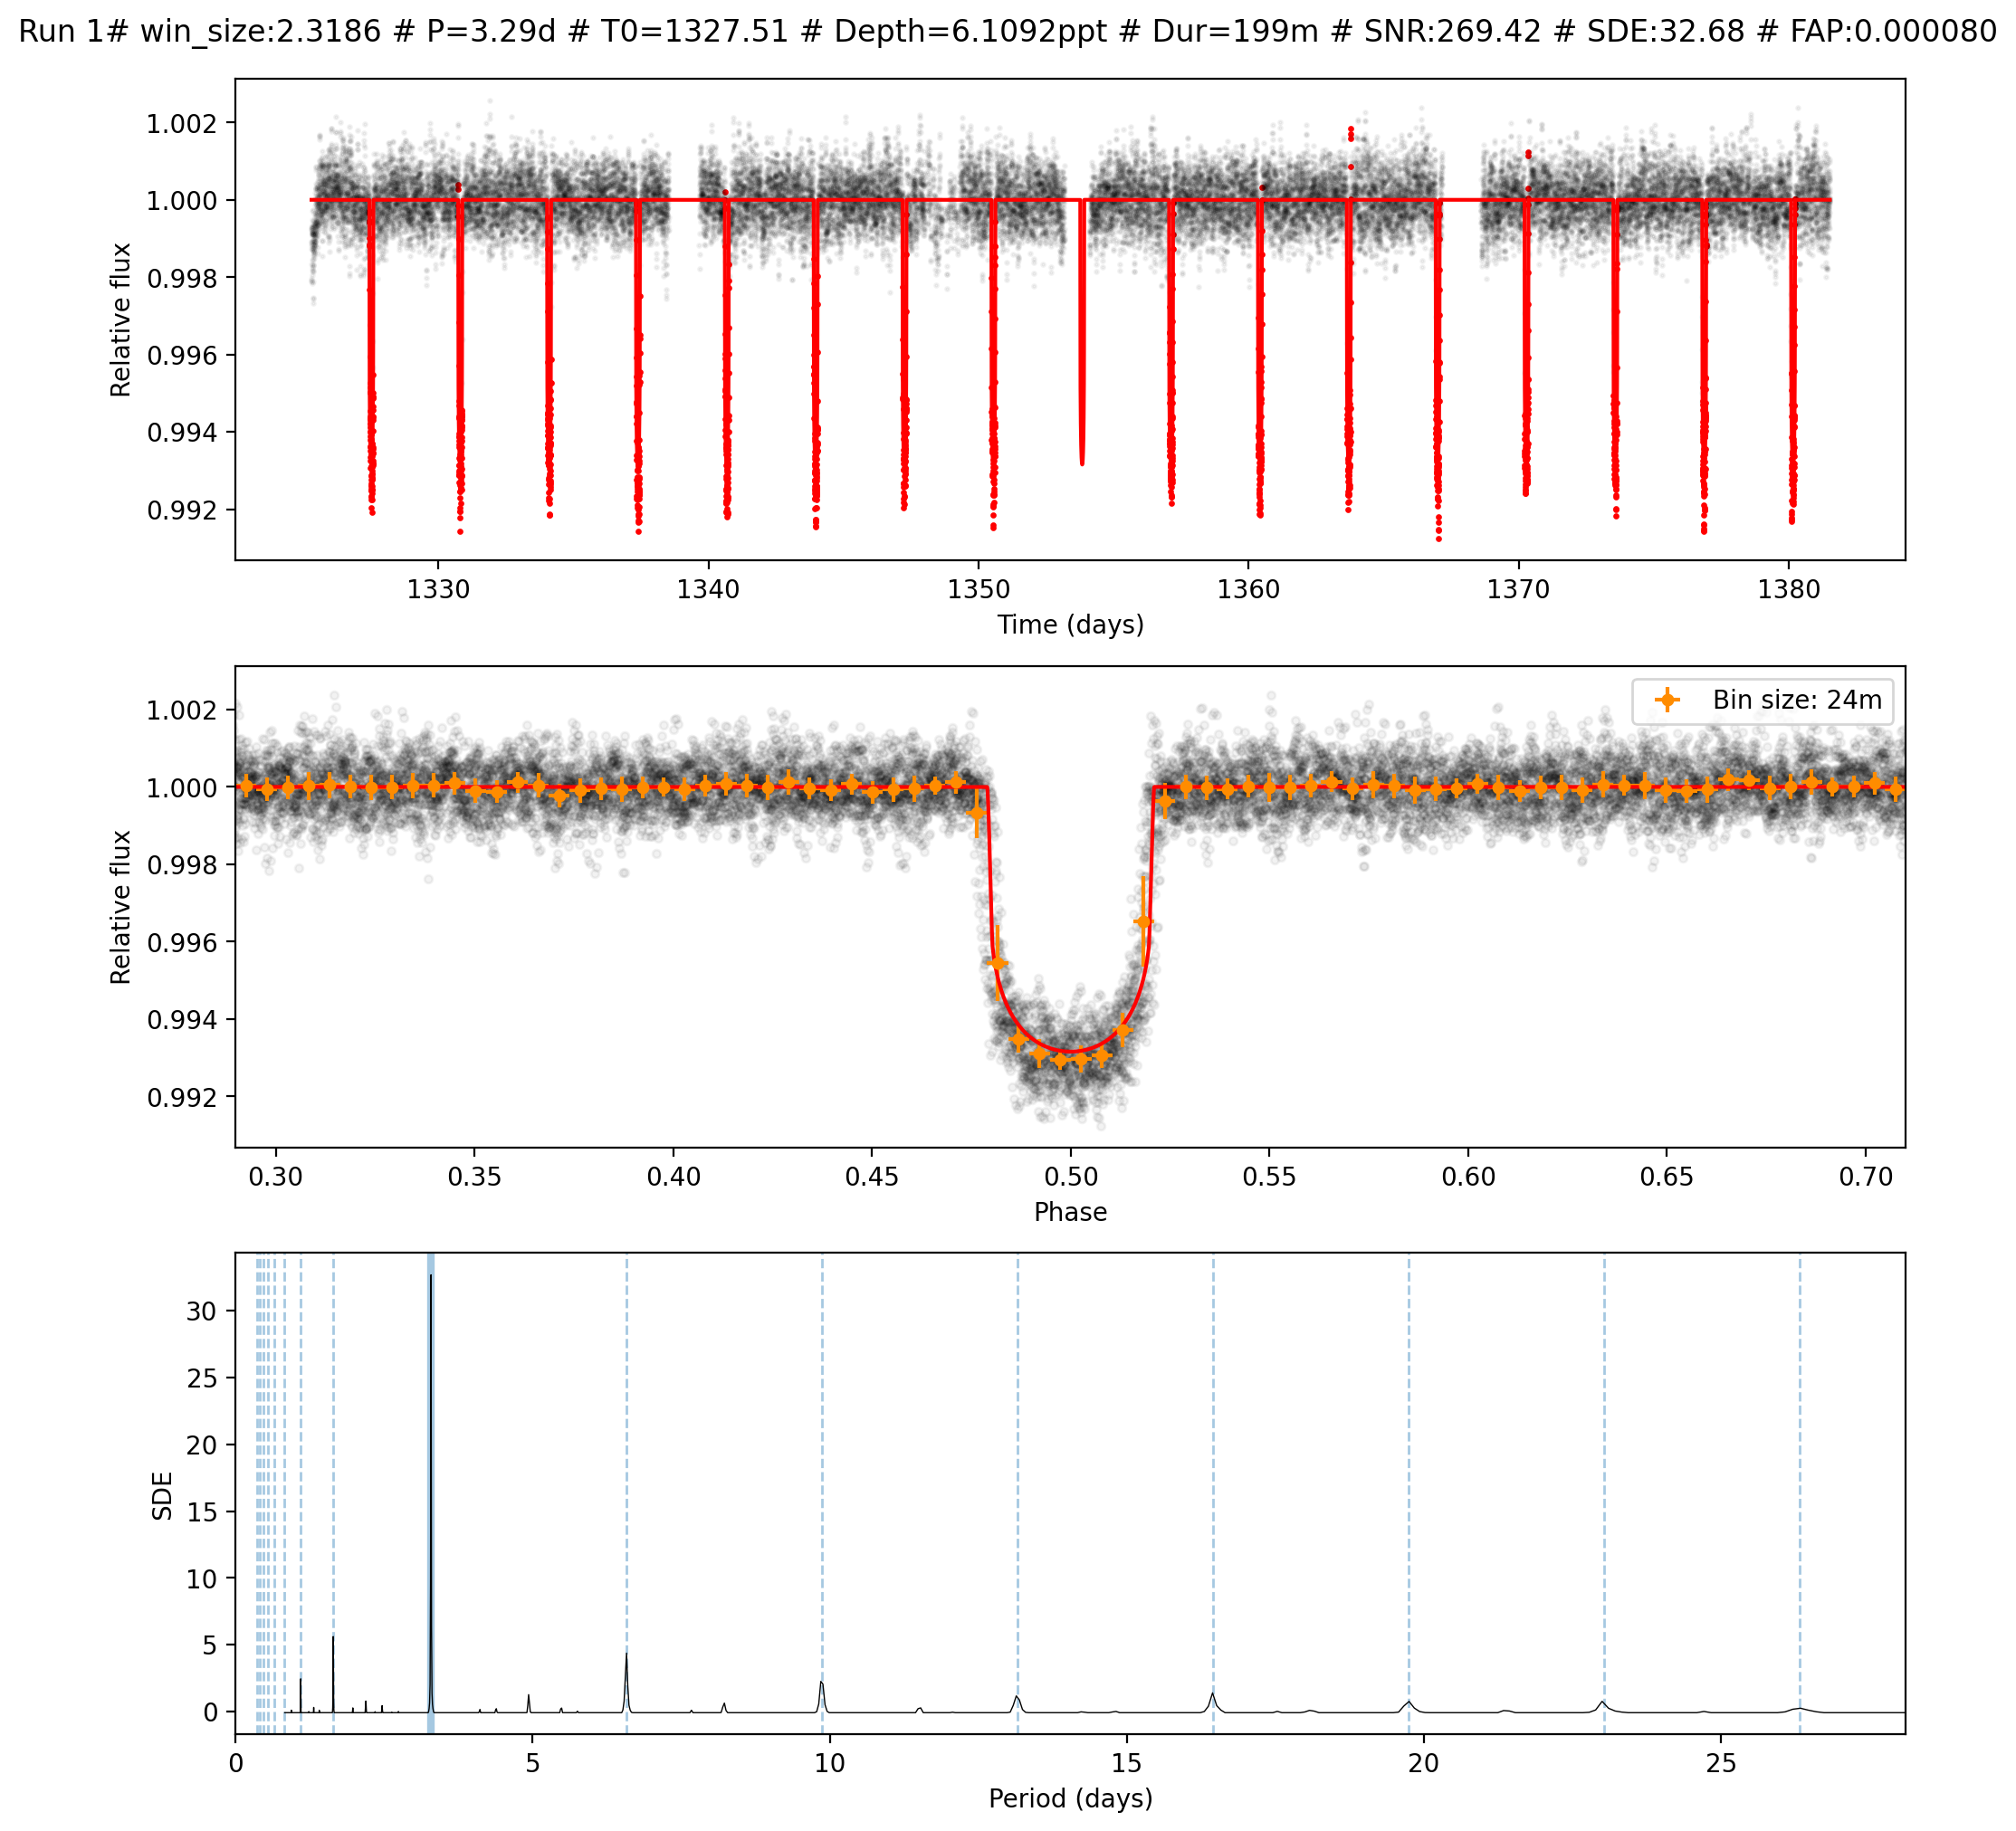 Run 1# win_size:2.3186 # P=3.29d # T0=1327.51 # Depth=6.1092ppt # Dur=199m # SNR:269.42 # SDE:32.68 # FAP:0.000080
1.002
1.000
0.998
0.996
0.994
0.992
Relative flux
1330 1340 1350 1360 1370 1380
Time (days)
Bin size: 24m
1.002
1.000
0.998
0.996
0.994
0.992
Relative flux
0.30 0.35 0.40 0.45 0.50 0.55 0.60 0.65 0.70
Phase
30
25
20
15
10
5
0
SDE
0 5 10 15 20 25
Period (days)